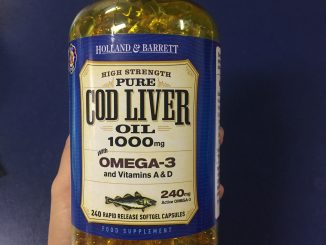 HOLLAND & BARRETT
HIGH STRENGTH
PURE
COD LIVER
OIL
1000mg
with
OMEGA-3
and Vitamins A & D
240mg
Active OMEGA-3
240 RAPID RELEASE SOFTGEL CAPSULES
FOOD SUPPLEMENT